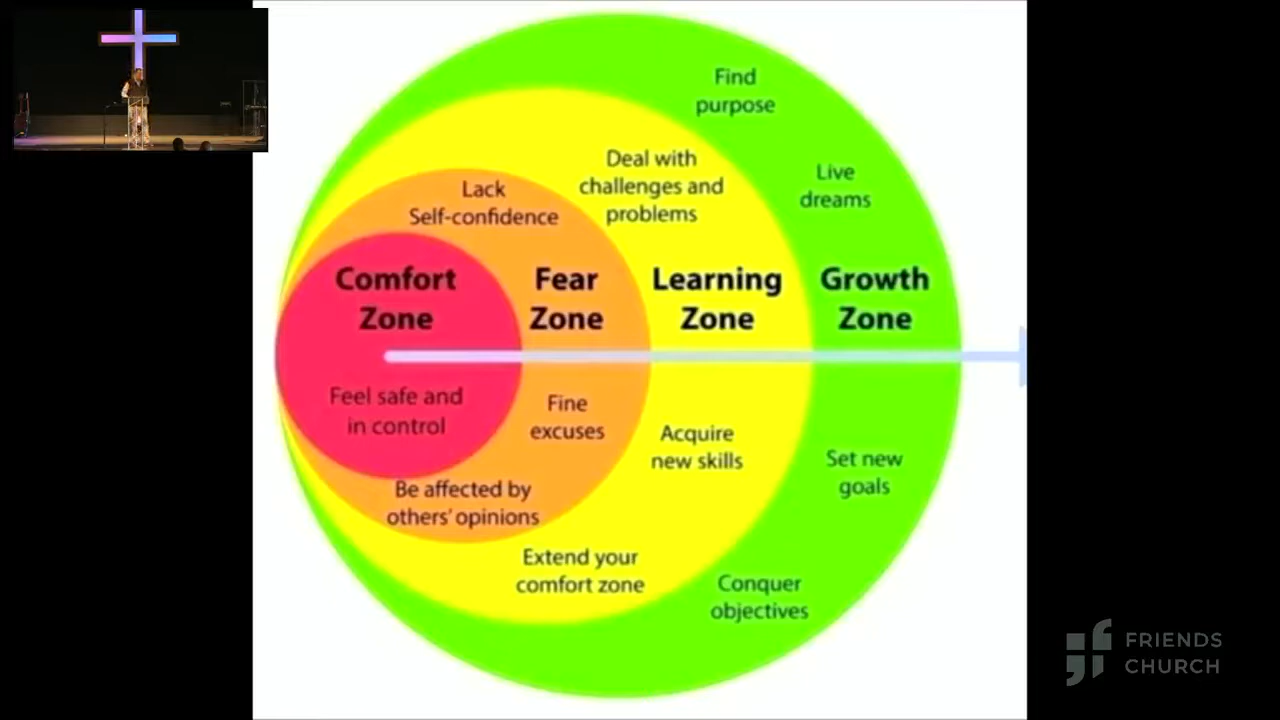 Find
purpose
Live
dreams
Deal with
challenges and
problems
Lack
Self-confidence
Comfort
Zone
Fear
Zone
Learning
Zone
Growth
Zone
Feel safe and
in control
Fine
excuses
Acquire
new skills
Set new
goals
Be affected by
others' opinions
Extend your
comfort zone
Conquer
objectives
FRIENDS
CHURCH